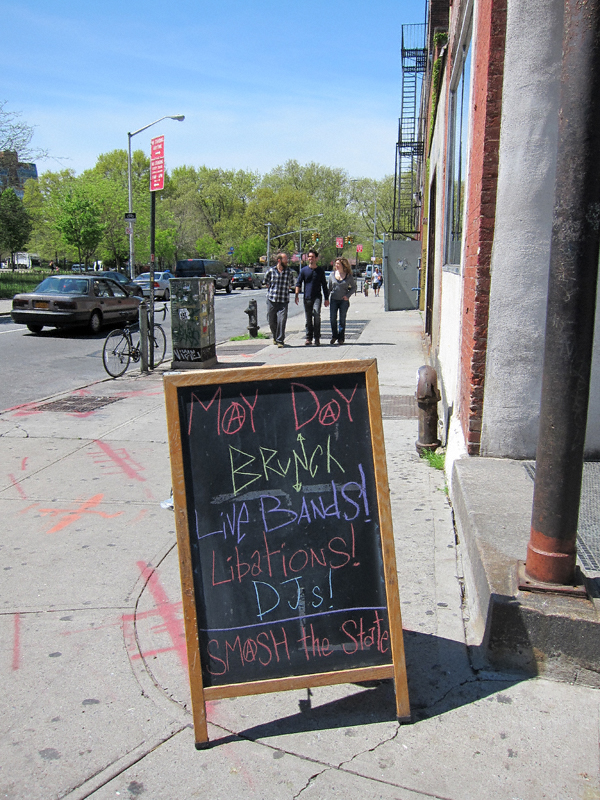 MAY DAY
BRUNCH
Live BANDS!
Libations!
DJs!
SMASH the State